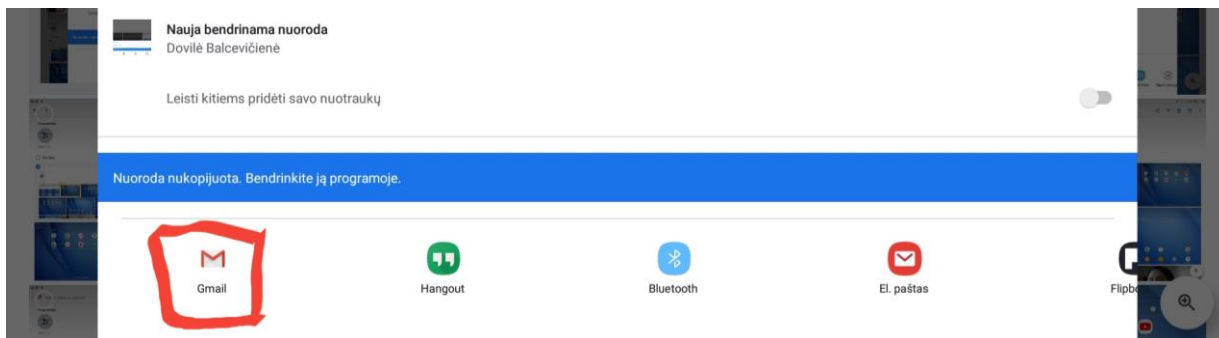 Nauja bendrinama nuoroda
Dovilė Balcevičienė
Leisti kitiems pridėti savo nuotraukų
Nuoroda nukopijuota. Bendrinkite ją programoje.
Gmail
Hangout
Bluetooth
El. paštas